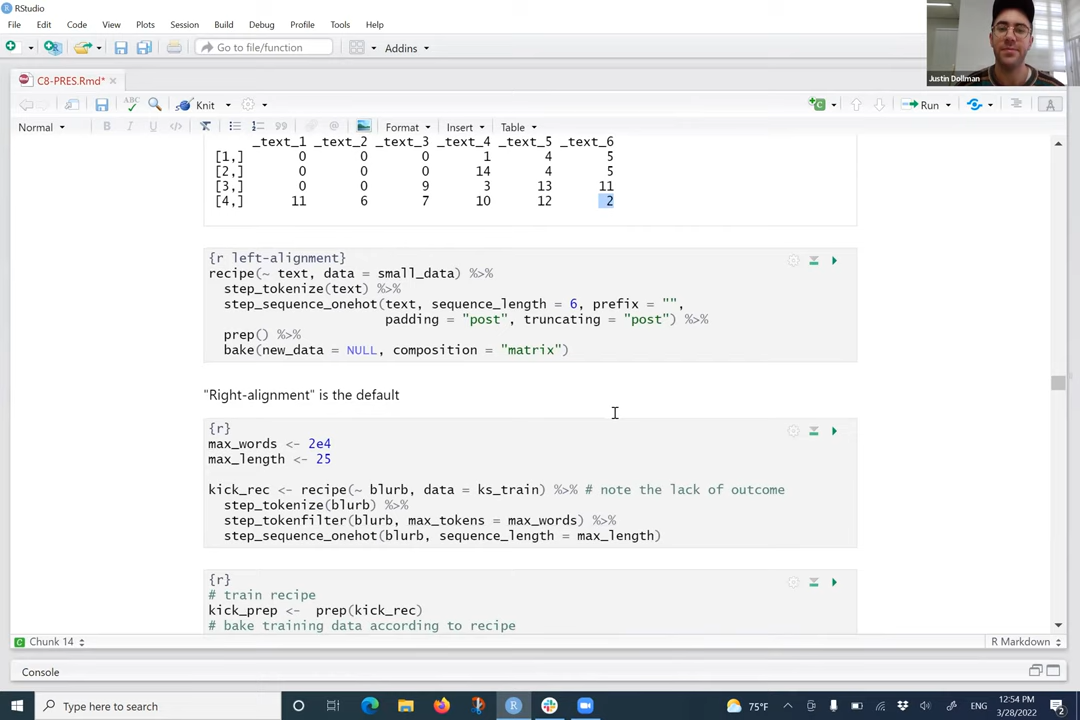 RStudio
File Edit Code View Plots Session Build Debug Profile Tools Help
Go to file/function Addins
Justin Dollman
C8-PRES.Rmd*
ABC Knit Run
Normal B I U Format Insert Table
_text_1 _text_2 _text_3 _text_4 _text_5 _text_6
[1,] 0 0 0 1 4 5
[2,] 0 0 0 14 4 5
[3,] 0 0 9 3 13 11
[4,] 11 6 7 10 12 2
{r left-alignment}
recipe(~ text, data = small_data) %>%
step_tokenize(text) %>%
step_sequence_onehot(text, sequence_length = 6, prefix = "",
padding = "post", truncating = "post") %>%
prep() %>%
bake(new_data = NULL, composition = "matrix")
"Right-alignment" is the default
{r}
max_words <- 2e4
max_length <- 25
kick_rec <- recipe(~ blurb, data = ks_train) %>% # note the lack of outcome
step_tokenize(blurb) %>%
step_tokenfilter(blurb, max_tokens = max_words) %>%
step_sequence_onehot(blurb, sequence_length = max_length)
{r}
# train recipe
kick_prep <- prep(kick_rec)
# bake training data according to recipe
Chunk 14 R Markdown
Console
Type here to search 75°F ENG 12:54 PM
3/28/2022 2